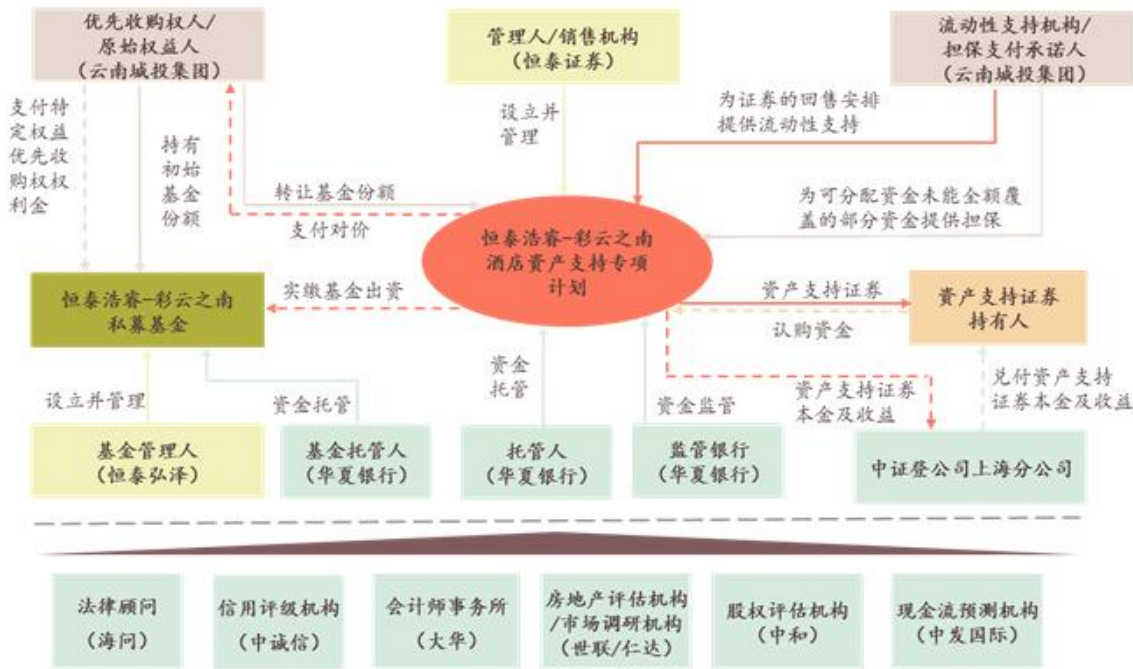 优先收购权人/
原始权益人
（云南城投集团）
管理人/销售机构
（恒泰证券）
流动性支持机构/
担保支付承诺人
（云南城投集团）
支付特
定权益
优先收
购权权
利金
持有
初始
基金
份额
设立并
管理
为证券的回售安排
提供流动性支持
转让基金份额
支付对价
为可分配资金未能全额覆
盖的部分资金提供担保
恒泰浩睿-彩云之南
酒店资产支持专项
计划
恒泰浩睿-彩云之南
私募基金
实缴基金出资
资产支持证券
认购资金
资产支持证券
持有人
设立并管理
资金托管
资金
托管
资金监管
资产支持证券
本金及收益
兑付资产支持
证券本金及收益
基金管理人
（恒泰弘泽）
基金托管人
（华夏银行）
托管人
（华夏银行）
监管银行
（华夏银行）
中证登公司上海分公司
法律顾问
（海问）
信用评级机构
（中诚信）
会计师事务所
（大华）
房地产评估机构
/市场调研机构
（世联/仁达）
股权评估机构
（中和）
现金流预测机构
（中发国际）